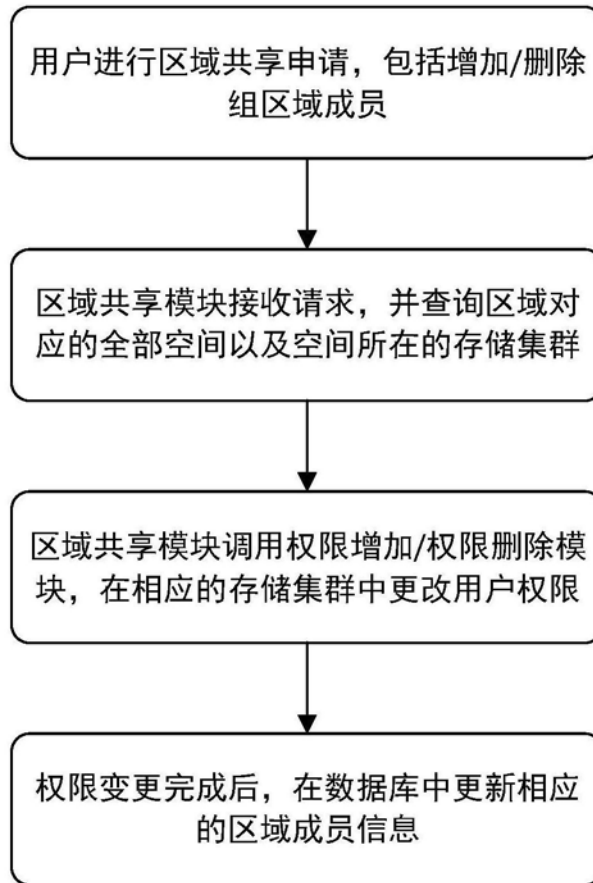 用户进行区域共享申请，包括增加/删除
组区域成员
区域共享模块接收请求，并查询区域对
应的全部空间以及空间所在的存储集群
区域共享模块调用权限增加/权限删除模
块，在相应的存储集群中更改用户权限
权限变更完成后，在数据库中更新相应
的区域成员信息